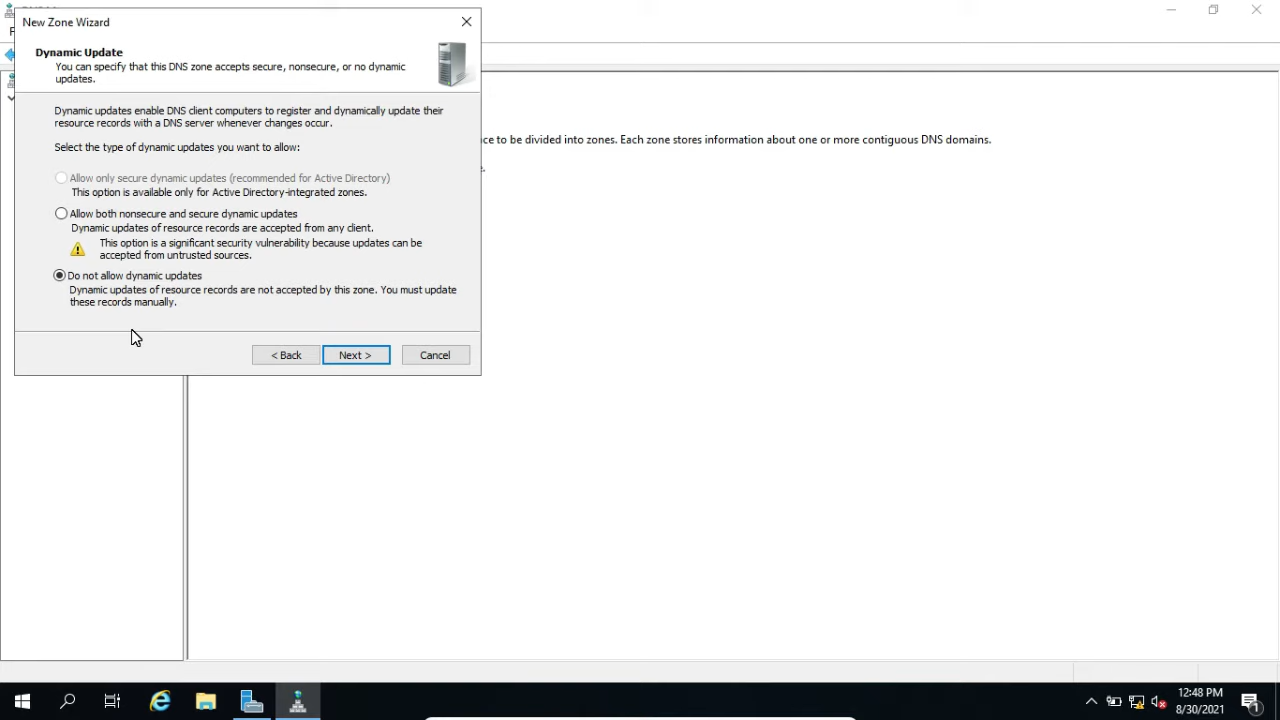 New Zone Wizard
Dynamic Update
You can specify that this DNS zone accepts secure, nonsecure, or no dynamic
updates.
Dynamic updates enable DNS client computers to register and dynamically update their
resource records with a DNS server whenever changes occur.
ce to be divided into zones. Each zone stores information about one or more contiguous DNS domains.
Select the type of dynamic updates you want to allow:
Allow only secure dynamic updates (recommended for Active Directory)
This option is available only for Active Directory-integrated zones.
Allow both nonsecure and secure dynamic updates
Dynamic updates of resource records are accepted from any client.
This option is a significant security vulnerability because updates can be
accepted from untrusted sources.
Do not allow dynamic updates
Dynamic updates of resource records are not accepted by this zone. You must update
these records manually.
< Back
Next >
Cancel
12:48 PM
8/30/2021
1